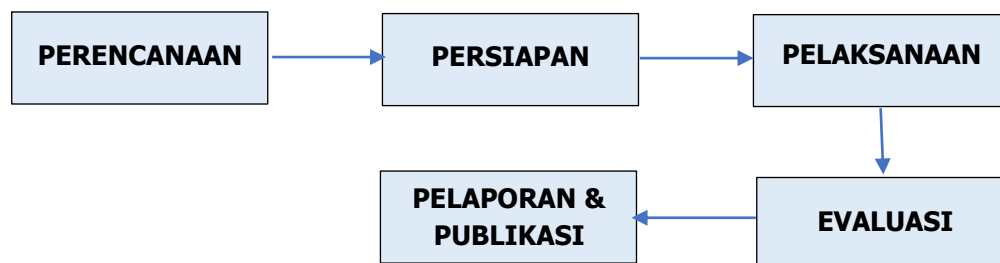 PERENCANAAN
PERSIAPAN
PELAKSANAAN
EVALUASI
PELAPORAN &
PUBLIKASI